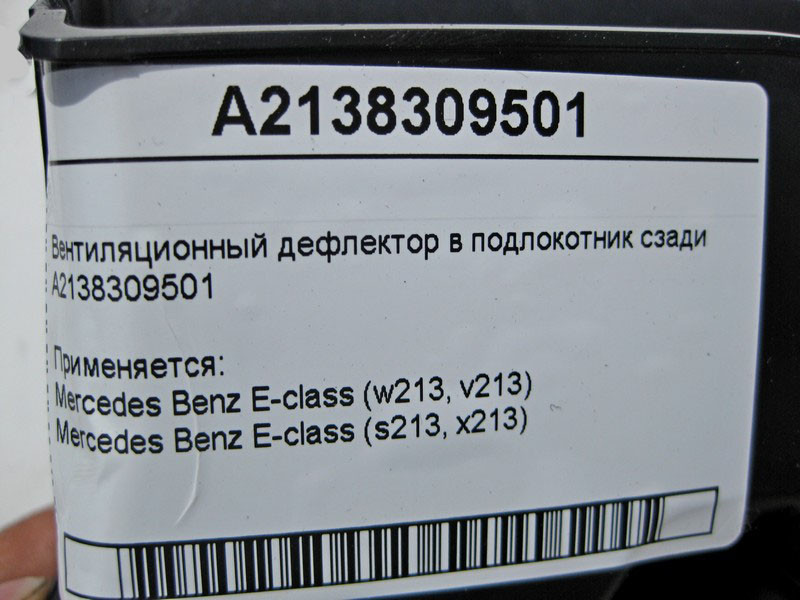 A2138309501
Вентиляционный дефлектор в подлокотник сзади
A2138309501
Применяется:
Mercedes Benz E-class (w213, v213)
Mercedes Benz E-class (s213, x213)